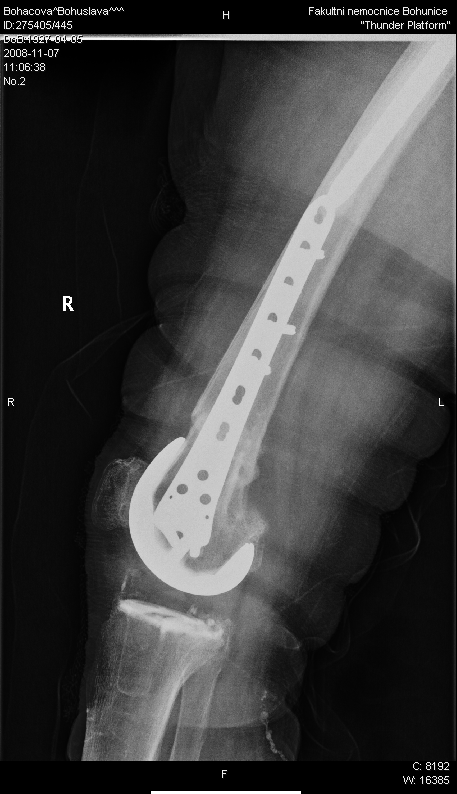 Bohacova^Bohuslava^^^
ID:275405/445
DoB:1927-04-05
2008-11-07
11:06:38
No.2
H
Fakultni nemocnice Bohunice
"Thunder Platform"
R
R
L
F
C: 8192
W: 16385